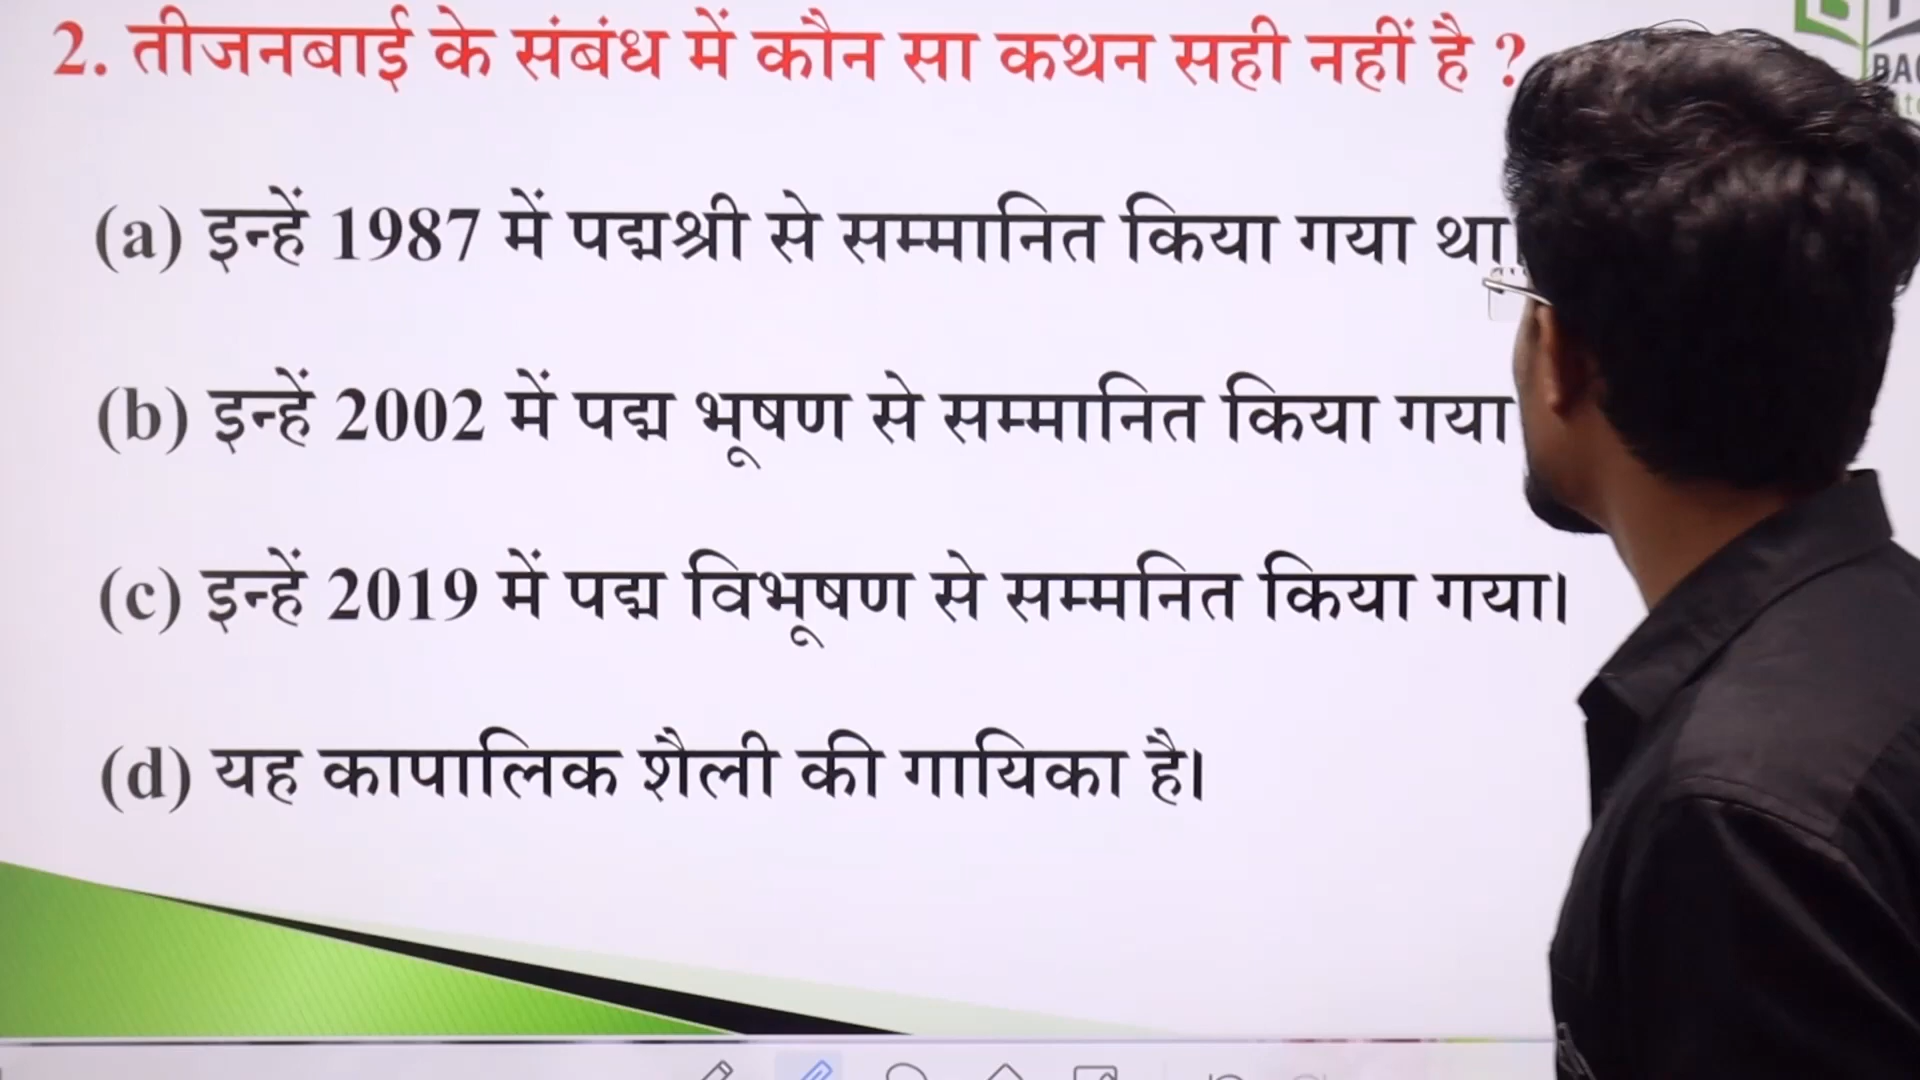 2. तीजनबाई के संबंध में कौन सा कथन सही नहीं है ?
(a) इन्हें 1987 में पद्मश्री से सम्मानित किया गया था
(b) इन्हें 2002 में पद्म भूषण से सम्मानित किया गया
(c) इन्हें 2019 में पद्म विभूषण से सम्मनित किया गया।
(d) यह कापालिक शैली की गायिका है।